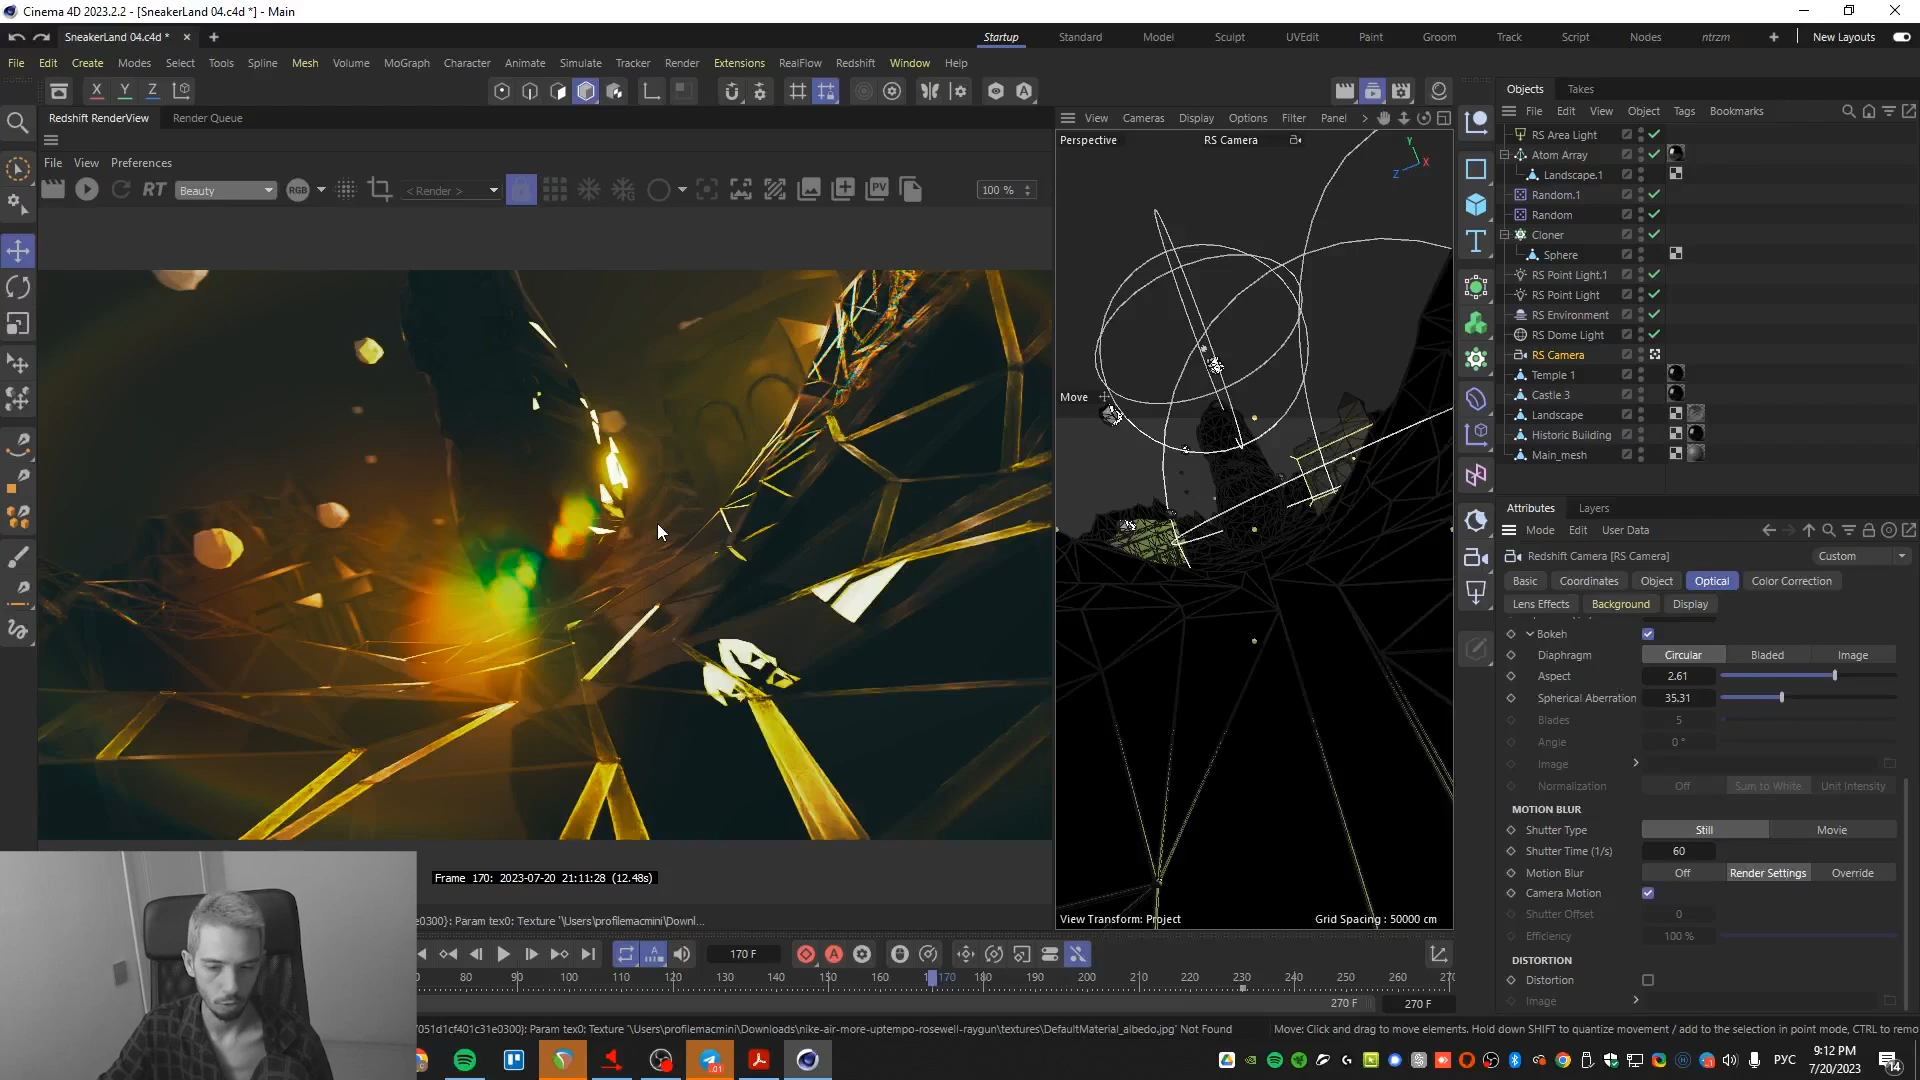 Cinema 4D 2023.2.2 - [SneakerLand 04.c4d *] - Main
SneakerLand 04.c4d *
Startup Standard Model Sculpt UVEdit Paint Groom Track Script Nodes ntrzm New Layouts
File Edit Create Modes Select Tools Spline Mesh Volume MoGraph Character Animate Simulate Tracker Render Extensions RealFlow Redshift Window Help
X Y Z
Redshift RenderView Render Queue
File View Preferences
RT Beauty RGB < Render > PV 100 %
View Cameras Display Options Filter Panel
Perspective RS Camera
Y
X
Z
Move
View Transform: Project Grid Spacing : 50000 cm
Objects Takes
File Edit View Object Tags Bookmarks
RS Area Light
Atom Array
Landscape.1
Random.1
Random
Cloner
Sphere
RS Point Light.1
RS Point Light
RS Environment
RS Dome Light
RS Camera
Temple 1
Castle 3
Landscape
Historic Building
Main_mesh
Attributes Layers
Mode Edit User Data
Redshift Camera [RS Camera] Custom
Basic Coordinates Object Optical Color Correction
Lens Effects Background Display
Bokeh
Diaphragm Circular Bladed Image
Aspect 2.61
Spherical Aberration 35.31
Blades 5
Angle 0 °
Image
Normalization Off Sum to White Unit Intensity
MOTION BLUR
Shutter Type Still Movie
Shutter Time (1/s) 60
Motion Blur Off Render Settings Override
Camera Motion
Shutter Offset 0
Efficiency 100 %
DISTORTION
Distortion
Image
Frame 170: 2023-07-20 21:11:28 (12.48s)
e0300}: Param tex0: Texture '\Users\profilemacmini\Downl...
170 F
80 90 100 110 120 130 140 150 160 170 180 190 200 210 220 230 240 250 260 270
270 F 270 F
051d1cf401c31e0300}: Param tex0: Texture '\Users\profilemacmini\Downloads\nike-air-more-uptempo-rosewell-raygun\textures\DefaultMaterial_albedo.jpg' Not Found
Move: Click and drag to move elements. Hold down SHIFT to quantize movement / add to the selection in point mode, CTRL to remo
РУС
9:12 PM
7/20/2023
14